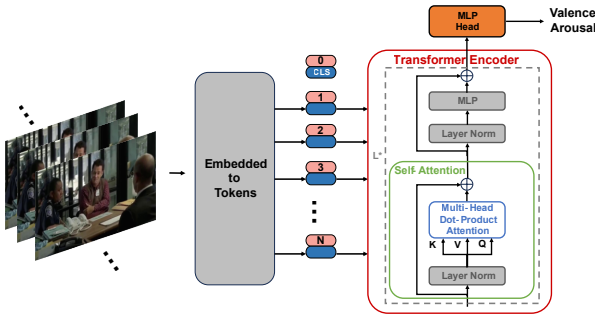 MLP
Head
Valence
Arousal
Transformer Encoder
0
CLS
1
2
3
N
Embedded
to
Tokens
L*
MLP
Layer Norm
Self-Attention
Multi-Head
Dot-Product
Attention
K V Q
Layer Norm